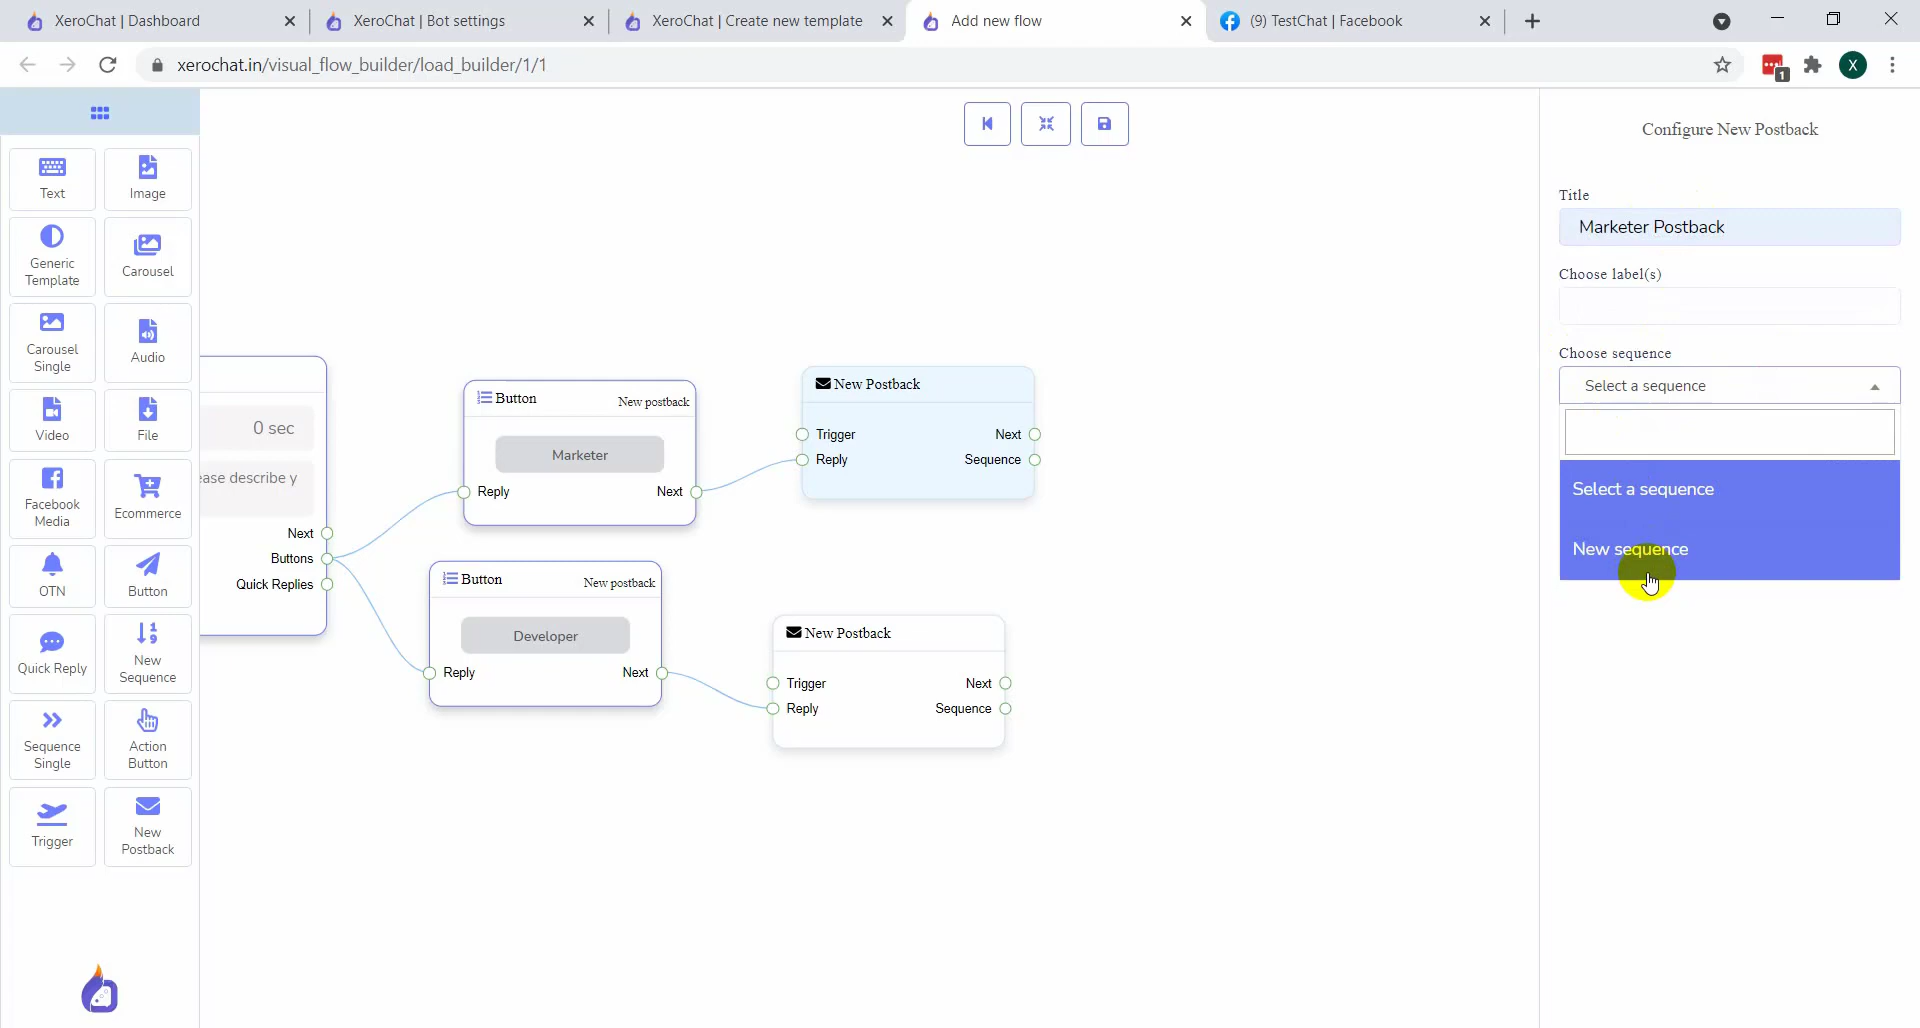 XeroChat | Dashboard
XeroChat | Bot settings
XeroChat | Create new template
Add new flow
(9) TestChat | Facebook
xerochat.in/visual_flow_builder/load_builder/1/1
1
X
Text
Image
Generic
Template
Carousel
Carousel
Single
Audio
Video
File
Facebook
Media
Ecommerce
OTN
Button
Quick Reply
New
Sequence
Sequence
Single
Action
Button
Trigger
New
Postback
0 sec
ease describe y
Next
Buttons
Quick Replies
Button
New postback
Marketer
Reply
Next
Button
New postback
Developer
Reply
Next
New Postback
Trigger
Next
Reply
Sequence
New Postback
Trigger
Next
Reply
Sequence
Configure New Postback
Title
Marketer Postback
Choose label(s)
Choose sequence
Select a sequence
Select a sequence
New sequence